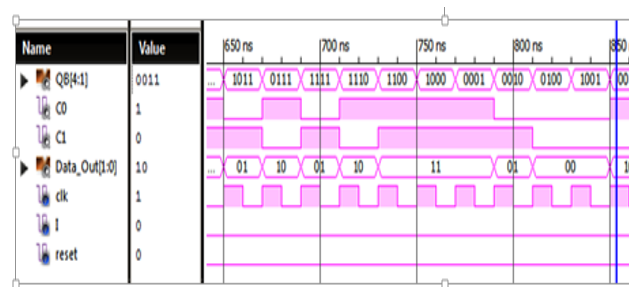 Name Value 650 ns 700 ns 750 ns 800 ns 850
QB[4:1] 0011 ... 1011 0111 1111 1110 1100 1000 0001 0010 0100 1001 00
C0 1
C1 0
Data_Out[1:0] 10 ... 01 10 01 10 11 01 00 1
clk 1
I 0
reset 0